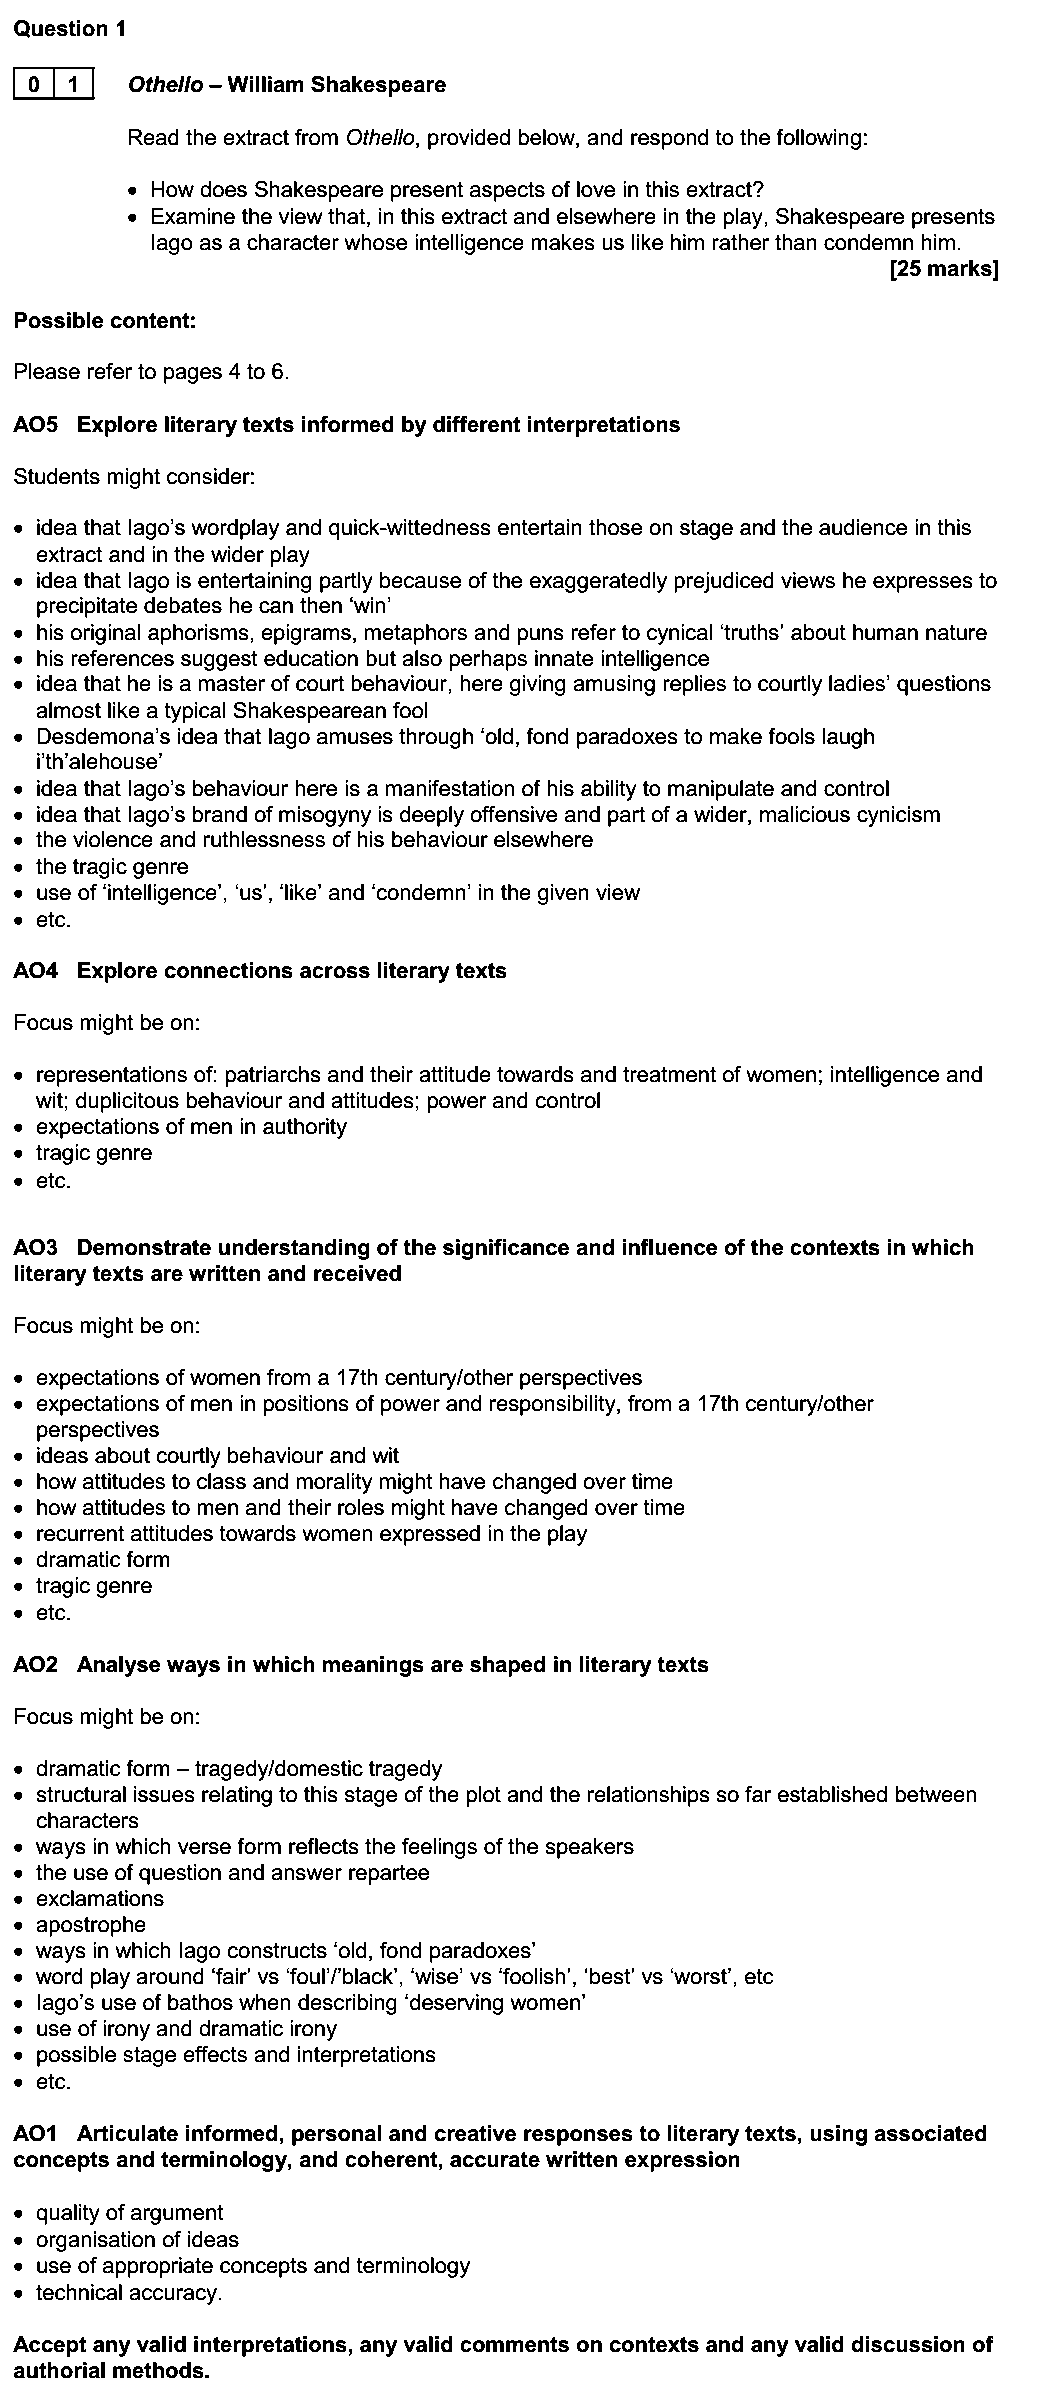 Question 1
0 1 Othello – William Shakespeare
Read the extract from Othello, provided below, and respond to the following:
• How does Shakespeare present aspects of love in this extract?
• Examine the view that, in this extract and elsewhere in the play, Shakespeare presents
Iago as a character whose intelligence makes us like him rather than condemn him.
[25 marks]
Possible content:
Please refer to pages 4 to 6.
AO5 Explore literary texts informed by different interpretations
Students might consider:
• idea that Iago's wordplay and quick-wittedness entertain those on stage and the audience in this
extract and in the wider play
• idea that Iago is entertaining partly because of the exaggeratedly prejudiced views he expresses to
precipitate debates he can then 'win'
• his original aphorisms, epigrams, metaphors and puns refer to cynical 'truths' about human nature
• his references suggest education but also perhaps innate intelligence
• idea that he is a master of court behaviour, here giving amusing replies to courtly ladies' questions
almost like a typical Shakespearean fool
• Desdemona's idea that Iago amuses through 'old, fond paradoxes to make fools laugh
i'th'alehouse'
• idea that Iago's behaviour here is a manifestation of his ability to manipulate and control
• idea that Iago's brand of misogyny is deeply offensive and part of a wider, malicious cynicism
• the violence and ruthlessness of his behaviour elsewhere
• the tragic genre
• use of 'intelligence', 'us', 'like' and 'condemn' in the given view
• etc.
AO4 Explore connections across literary texts
Focus might be on:
• representations of: patriarchs and their attitude towards and treatment of women; intelligence and
wit; duplicitous behaviour and attitudes; power and control
• expectations of men in authority
• tragic genre
• etc.
AO3 Demonstrate understanding of the significance and influence of the contexts in which
literary texts are written and received
Focus might be on:
• expectations of women from a 17th century/other perspectives
• expectations of men in positions of power and responsibility, from a 17th century/other
perspectives
• ideas about courtly behaviour and wit
• how attitudes to class and morality might have changed over time
• how attitudes to men and their roles might have changed over time
• recurrent attitudes towards women expressed in the play
• dramatic form
• tragic genre
• etc.
AO2 Analyse ways in which meanings are shaped in literary texts
Focus might be on:
• dramatic form – tragedy/domestic tragedy
• structural issues relating to this stage of the plot and the relationships so far established between
characters
• ways in which verse form reflects the feelings of the speakers
• the use of question and answer repartee
• exclamations
• apostrophe
• ways in which Iago constructs 'old, fond paradoxes'
• word play around 'fair' vs 'foul'/'black', 'wise' vs 'foolish', 'best' vs 'worst', etc
• Iago's use of bathos when describing 'deserving women'
• use of irony and dramatic irony
• possible stage effects and interpretations
• etc.
AO1 Articulate informed, personal and creative responses to literary texts, using associated
concepts and terminology, and coherent, accurate written expression
• quality of argument
• organisation of ideas
• use of appropriate concepts and terminology
• technical accuracy.
Accept any valid interpretations, any valid comments on contexts and any valid discussion of
authorial methods.